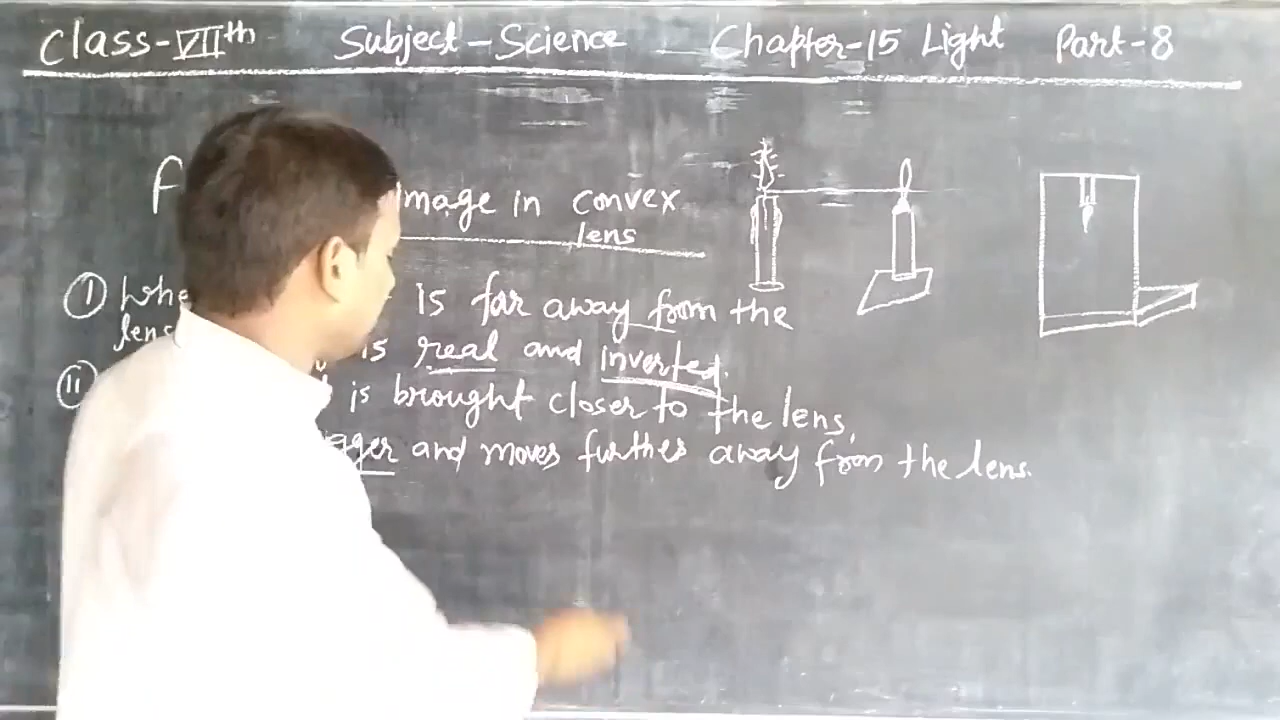 Class-VIIth Subject-Science Chapter-15 Light Part-8
Image in convex
lens
(I) is far away from the
lens is real and inverted.
(II) is brought closer to the lens,
and moves further away from the lens.